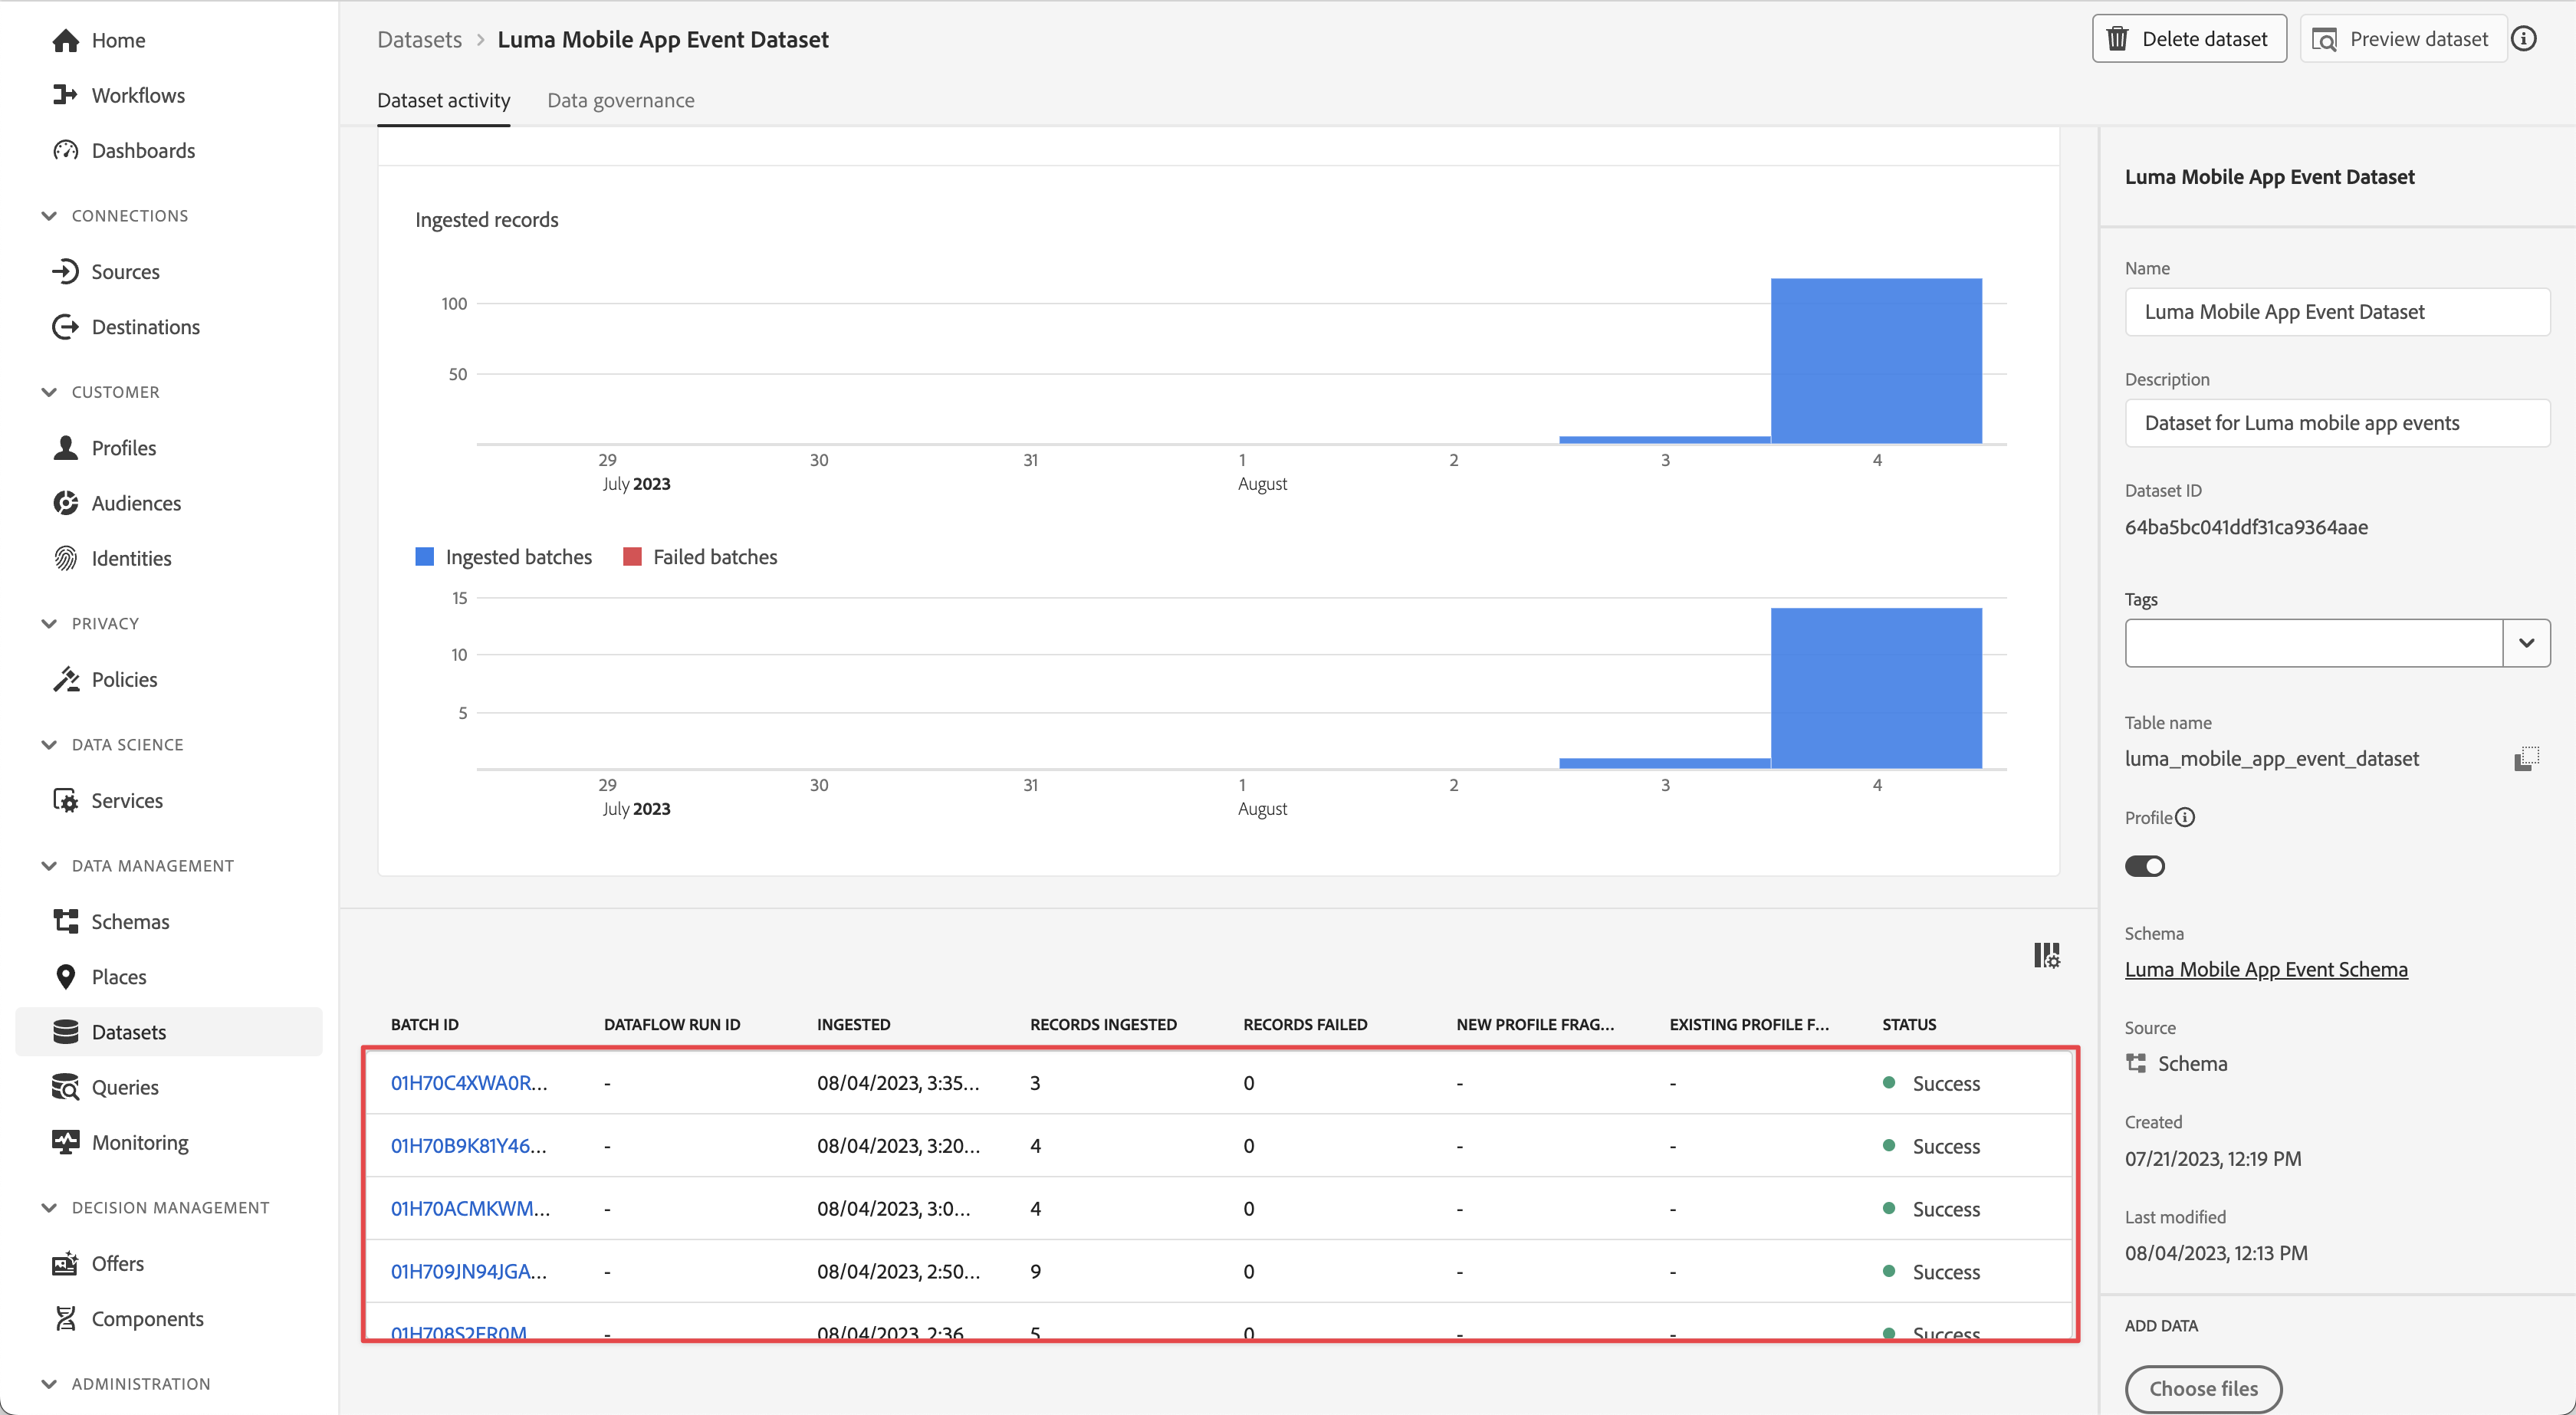 Home
Workflows
Dashboards
CONNECTIONS
Sources
Destinations
CUSTOMER
Profiles
Audiences
Identities
PRIVACY
Policies
DATA SCIENCE
Services
DATA MANAGEMENT
Schemas
Places
Datasets
Queries
Monitoring
DECISION MANAGEMENT
Offers
Components
ADMINISTRATION
Datasets > Luma Mobile App Event Dataset
Delete dataset
Preview dataset
Dataset activity
Data governance
Ingested records
100
50
29 30 31 1 2 3 4
July 2023 August
Ingested batches Failed batches
15
10
5
29 30 31 1 2 3 4
July 2023 August
BATCH ID DATAFLOW RUN ID INGESTED RECORDS INGESTED RECORDS FAILED NEW PROFILE FRAG... EXISTING PROFILE F... STATUS
01H70C4XWA0R... - 08/04/2023, 3:35... 3 0 - - Success
01H70B9K81Y46... - 08/04/2023, 3:20... 4 0 - - Success
01H70ACMKWM... - 08/04/2023, 3:0... 4 0 - - Success
01H709JN94JGA... - 08/04/2023, 2:50... 9 0 - - Success
01H708S2FR0M - 08/04/2023, 2:36 5 0 - - Success
Luma Mobile App Event Dataset
Name
Luma Mobile App Event Dataset
Description
Dataset for Luma mobile app events
Dataset ID
64ba5bc041ddf31ca9364aae
Tags
Table name
luma_mobile_app_event_dataset
Profile
Schema
Luma Mobile App Event Schema
Source
Schema
Created
07/21/2023, 12:19 PM
Last modified
08/04/2023, 12:13 PM
ADD DATA
Choose files